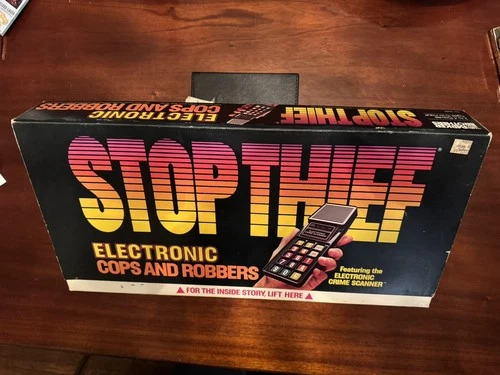 ELECTRONIC
COPS AND ROBBERS
STOP THIEF
STOP THIEF
ELECTRONIC
COPS AND ROBBERS
Featuring the
ELECTRONIC
CRIME SCANNER™
▲ FOR THE INSIDE STORY, LIFT HERE ▲